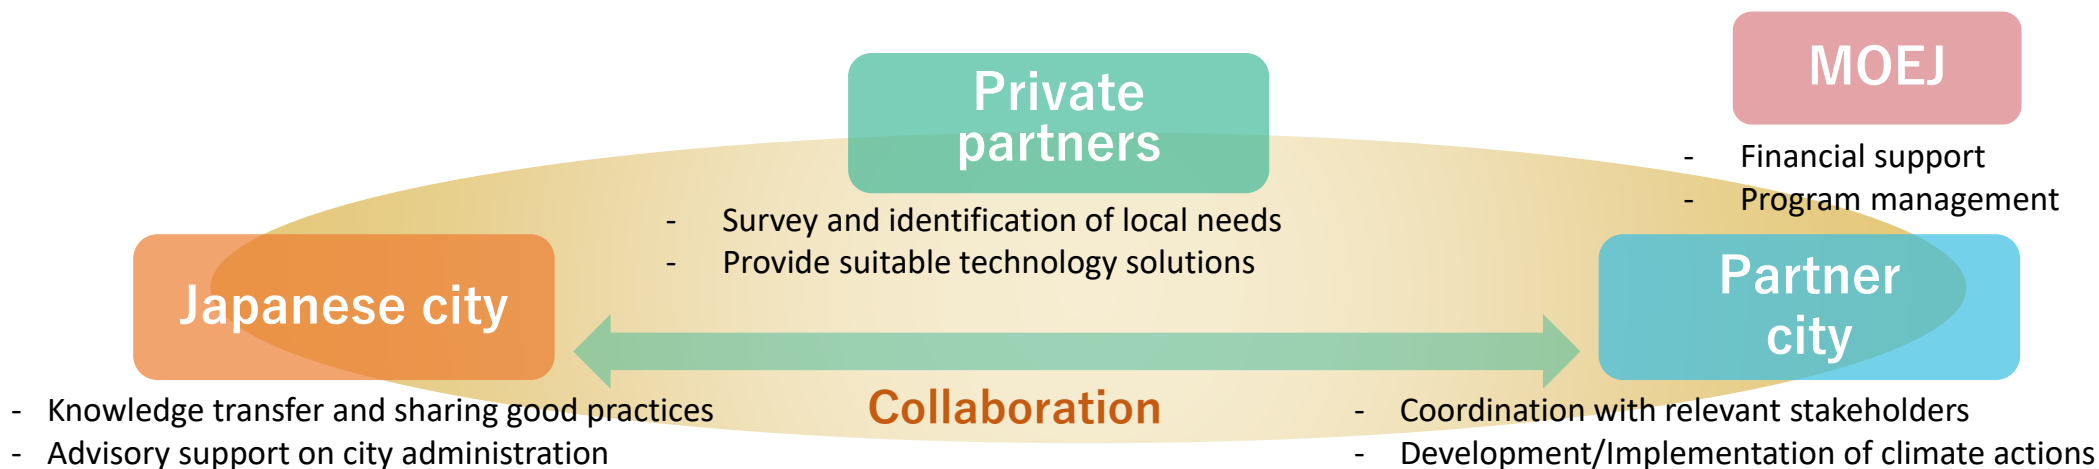 MOEJ
- Financial support
- Program management
Private
partners
- Survey and identification of local needs
- Provide suitable technology solutions
Japanese city
- Knowledge transfer and sharing good practices
- Advisory support on city administration
Collaboration
Partner
city
- Coordination with relevant stakeholders
- Development/Implementation of climate actions